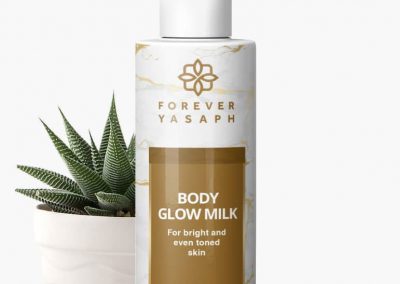 FOREVER
YASAPH
BODY
GLOW MILK
For bright and
even toned
skin